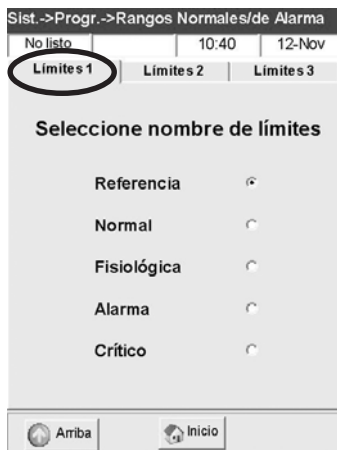 Sist.->Progr.->Rangos Normales/de Alarma
No listo 10:40 12-Nov
Límites 1 Límites 2 Límites 3
Seleccione nombre de límites
Referencia
Normal
Fisiológica
Alarma
Crítico
Arriba Inicio